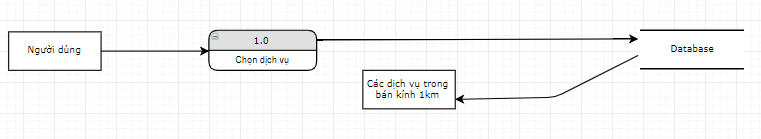 Người dùng
1.0
Chọn dịch vụ
Database
Các dịch vụ trong
bán kính 1km